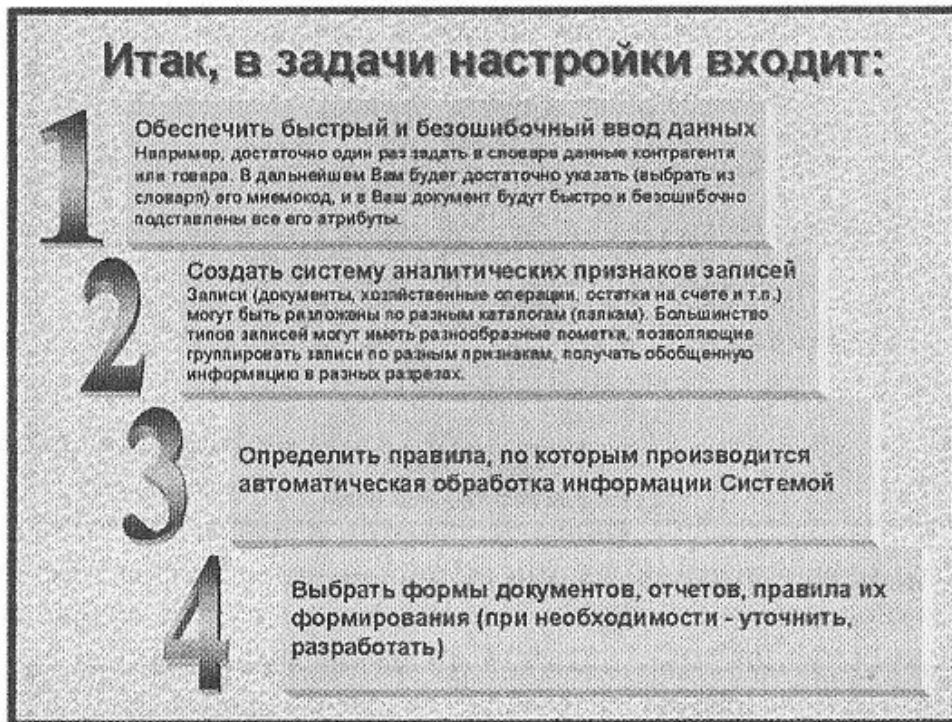 Итак, в задачи настройки входит:
1
Обеспечить быстрый и безошибочный ввод данных
Например, достаточно один раз задать в словаре данные контрагента
или товара. В дальнейшем Вам будет достаточно указать (выбрать из
словаря) его мнемокод, и в Ваш документ будут быстро и безошибочно
подставлены все его атрибуты.
2
Создать систему аналитических признаков записей
Записи (документы, хозяйственные операции, остатки на счете и т.п.)
могут быть разложены по разным каталогам (папкам). Большинство
типов записей могут иметь разнообразные пометки, позволяющие
группировать записи по разным признакам, получать обобщенную
информацию в разных разрезах.
3
Определить правила, по которым производится
автоматическая обработка информации Системой
4
Выбрать формы документов, отчетов, правила их
формирования (при необходимости - уточнить,
разработать)